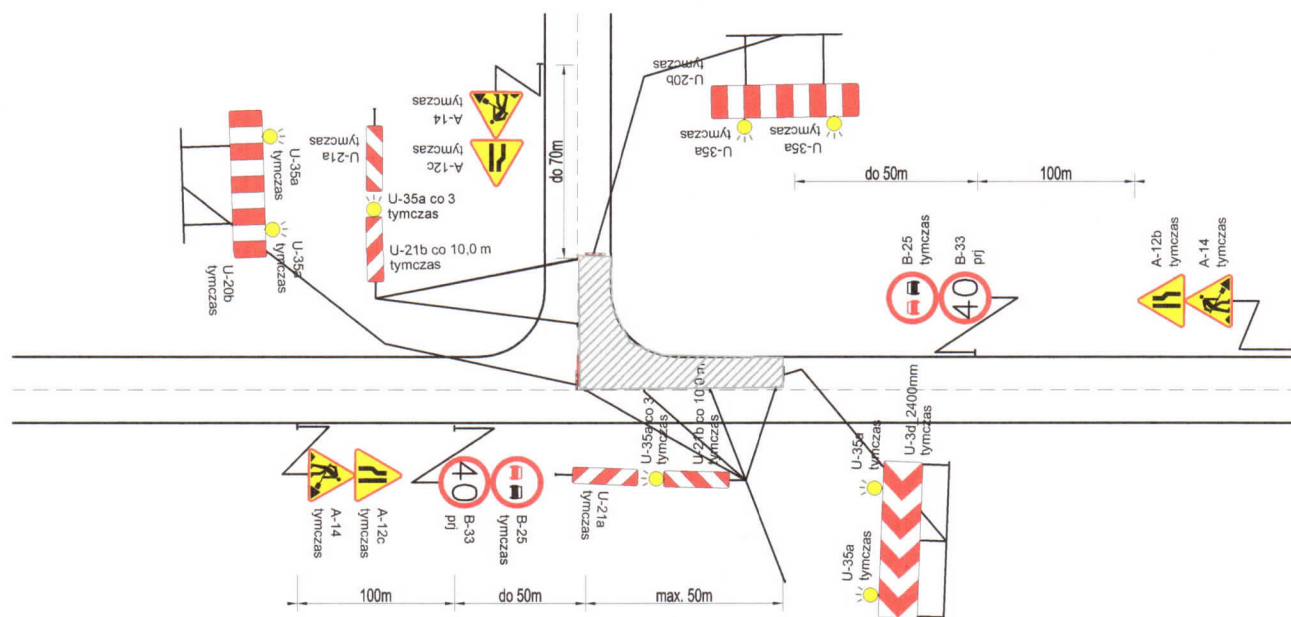 U-20b
tymczas
U-35a
tymczas
U-35a
tymczas
do 50m
100m
A-14
tymczas
A-12c
tymczas
do 70m
U-21a
tymczas
U-35a co 3
tymczas
U-21b co 10,0 m
tymczas
U-35a
tymczas
U-35a
tymczas
U-20b
tymczas
B-25
tymczas
B-33
prj
40
A-12b
tymczas
A-14
tymczas
U-35a co 3
tymczas
U-21b co 10,0 m
tymczas
U-35a
tymczas
U-3d_2400mm
tymczas
U-35a
tymczas
40
A-14
tymczas
A-12c
tymczas
B-33
prj
B-25
tymczas
U-21a
tymczas
100m
do 50m
max. 50m